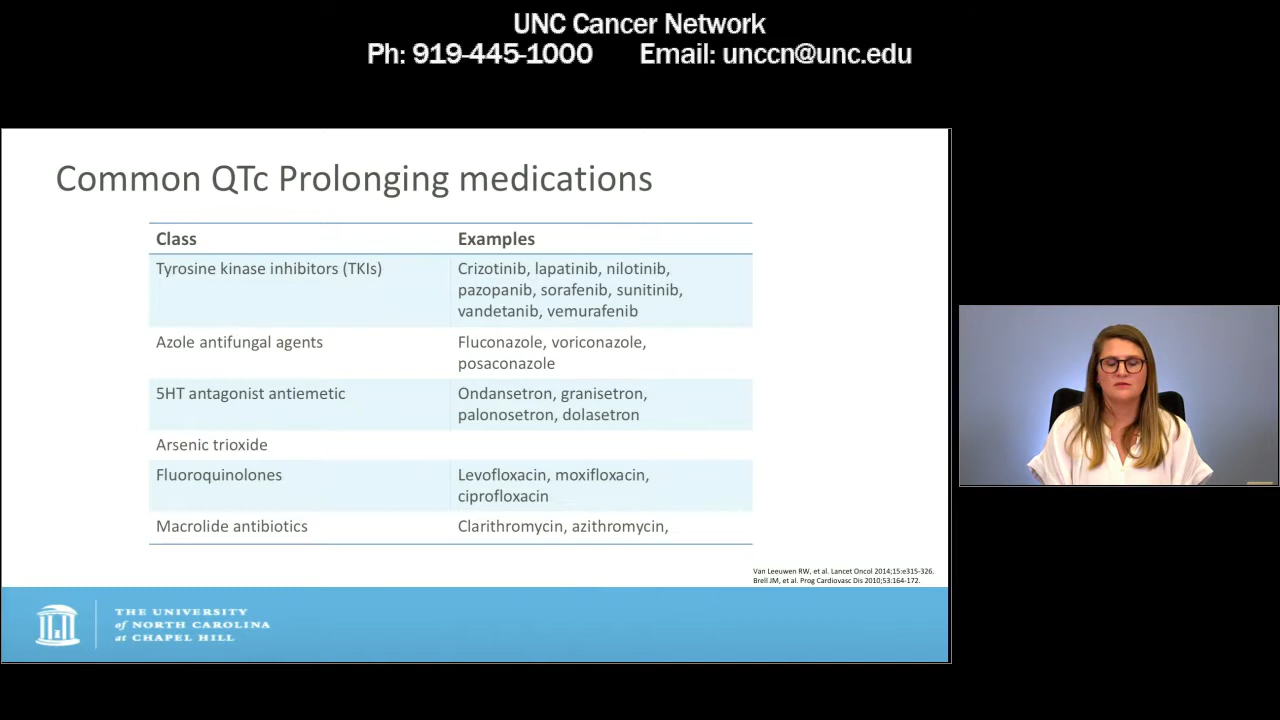 UNC Cancer Network
Ph: 919-445-1000 Email: unccn@unc.edu
Common QTc Prolonging medications
Class Examples
Tyrosine kinase inhibitors (TKIs) Crizotinib, lapatinib, nilotinib,
pazopanib, sorafenib, sunitinib,
vandetanib, vemurafenib
Azole antifungal agents Fluconazole, voriconazole,
posaconazole
5HT antagonist antiemetic Ondansetron, granisetron,
palonosetron, dolasetron
Arsenic trioxide
Fluoroquinolones Levofloxacin, moxifloxacin,
ciprofloxacin
Macrolide antibiotics Clarithromycin, azithromycin,
Van Leeuwen RW, et al. Lancet Oncol 2014;15:e315-326.
Brell JM, et al. Prog Cardiovasc Dis 2010;53:164-172.
THE UNIVERSITY
of NORTH CAROLINA
at CHAPEL HILL